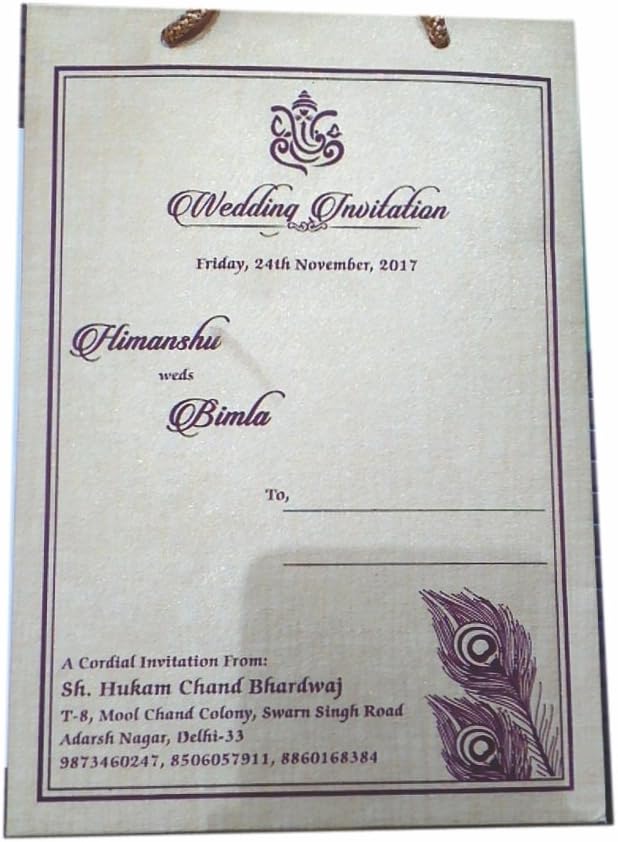 Wedding Invitation
Friday, 24th November, 2017
Himanshu
weds
Bimla
To,
A Cordial Invitation From:
Sh. Hukam Chand Bhardwaj
T-8, Mool Chand Colony, Swarn Singh Road
Adarsh Nagar, Delhi-33
9873460247, 8506057911, 8860168384